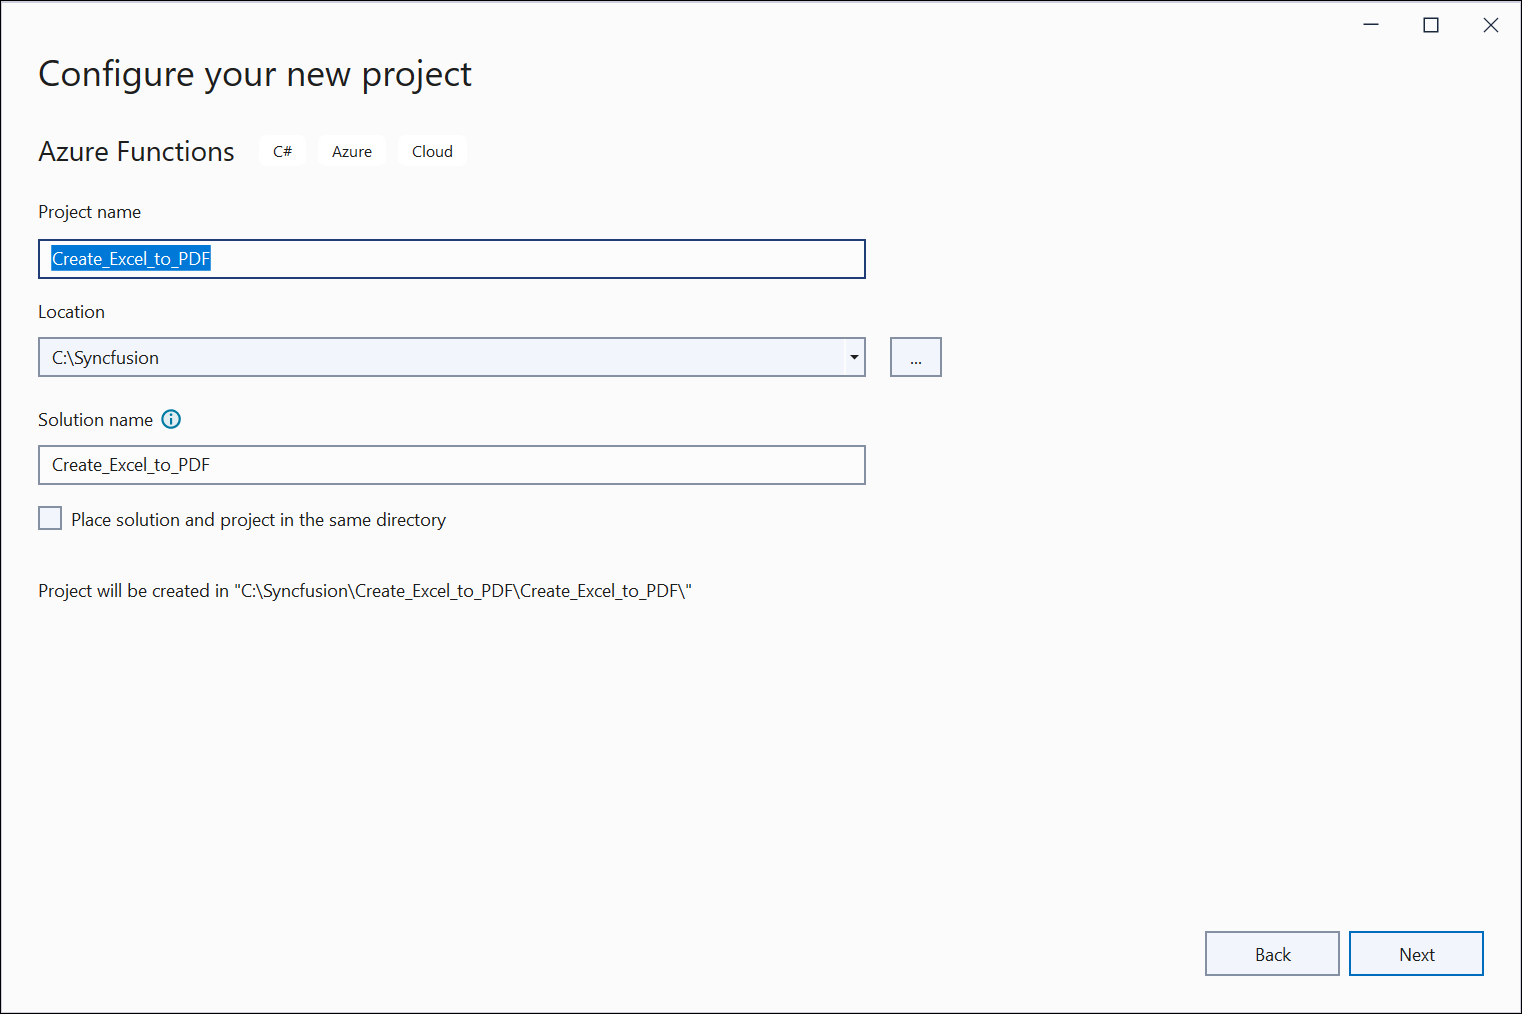 Configure your new project
Azure Functions C# Azure Cloud
Project name
Create_Excel_to_PDF
Location
C:\Syncfusion ...
Solution name
Create_Excel_to_PDF
Place solution and project in the same directory
Project will be created in "C:\Syncfusion\Create_Excel_to_PDF\Create_Excel_to_PDF\"
Back Next